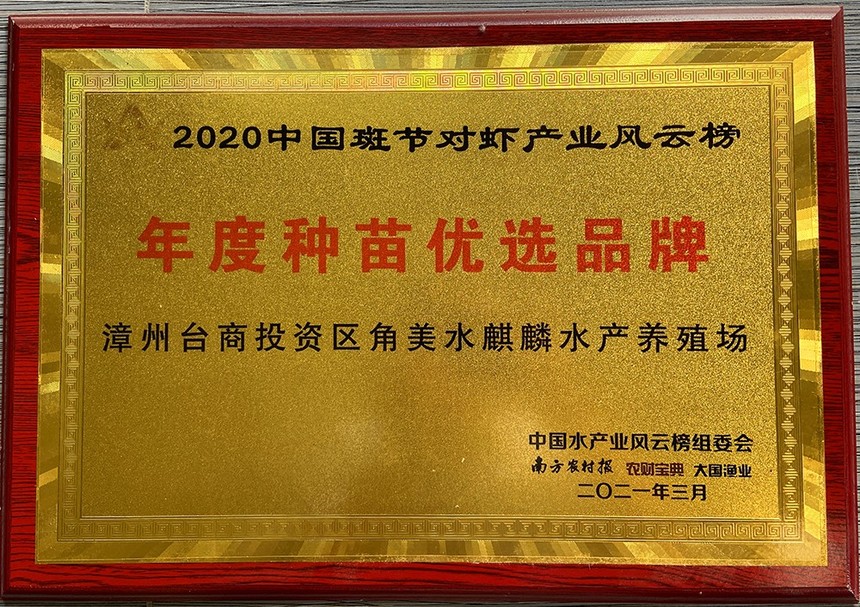 2020中国斑节对虾产业风云榜
年度种苗优选品牌
漳州台商投资区角美水麒麟水产养殖场
中国水产业风云榜组委会
南方农村报 农财宝典 大国渔业
二〇二一年三月